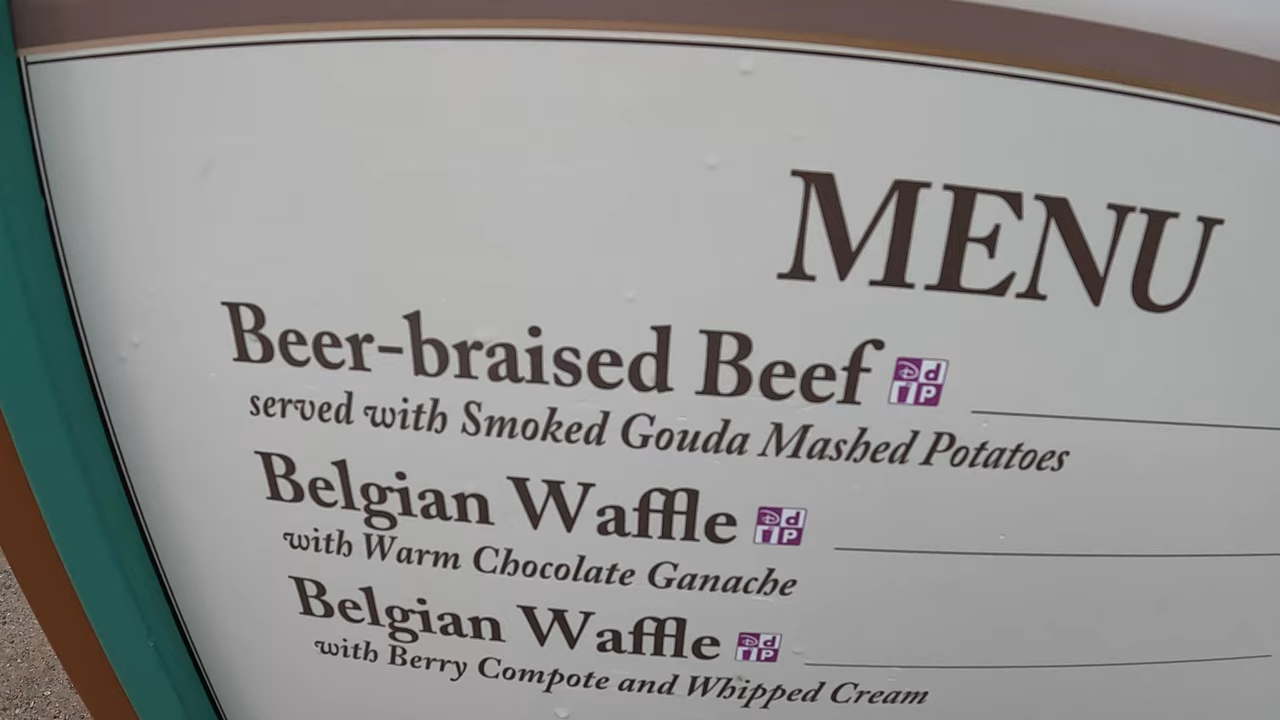 MENU
Beer-braised Beef
served with Smoked Gouda Mashed Potatoes
Belgian Waffle
with Warm Chocolate Ganache
Belgian Waffle
with Berry Compote and Whipped Cream